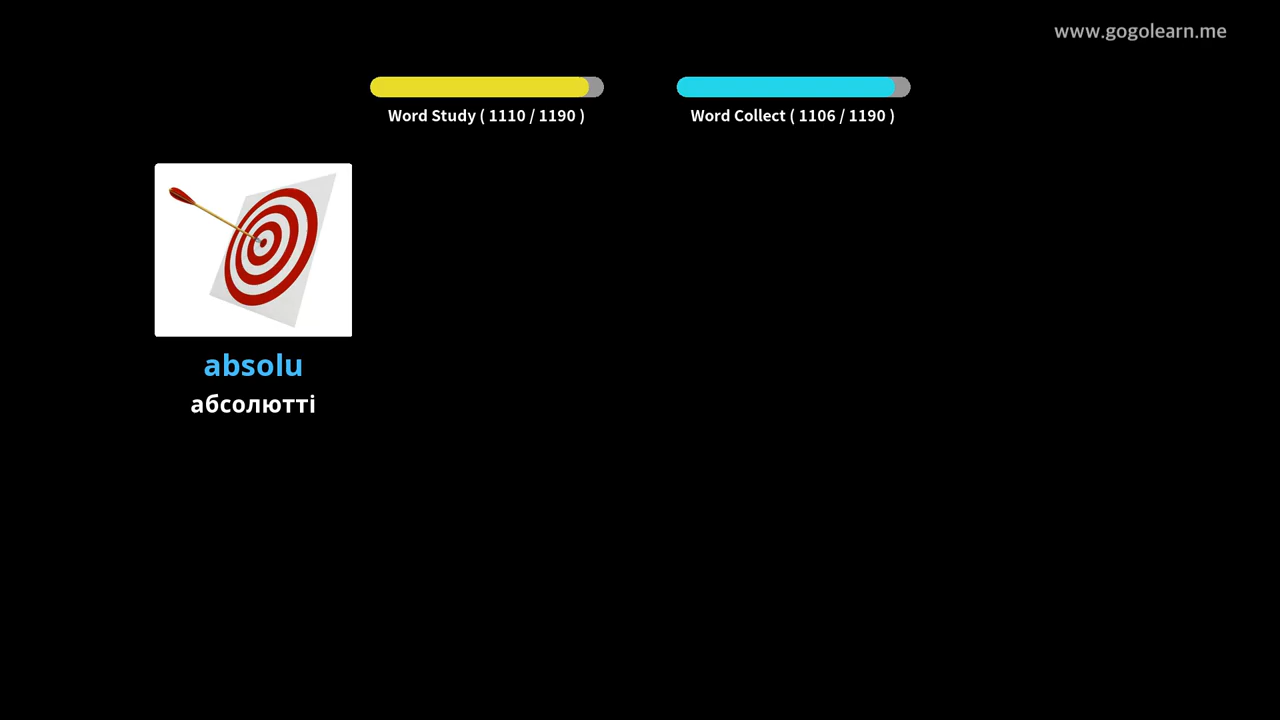 www.gogolearn.me
Word Study ( 1110 / 1190 )
Word Collect ( 1106 / 1190 )
absolu
абсолютті